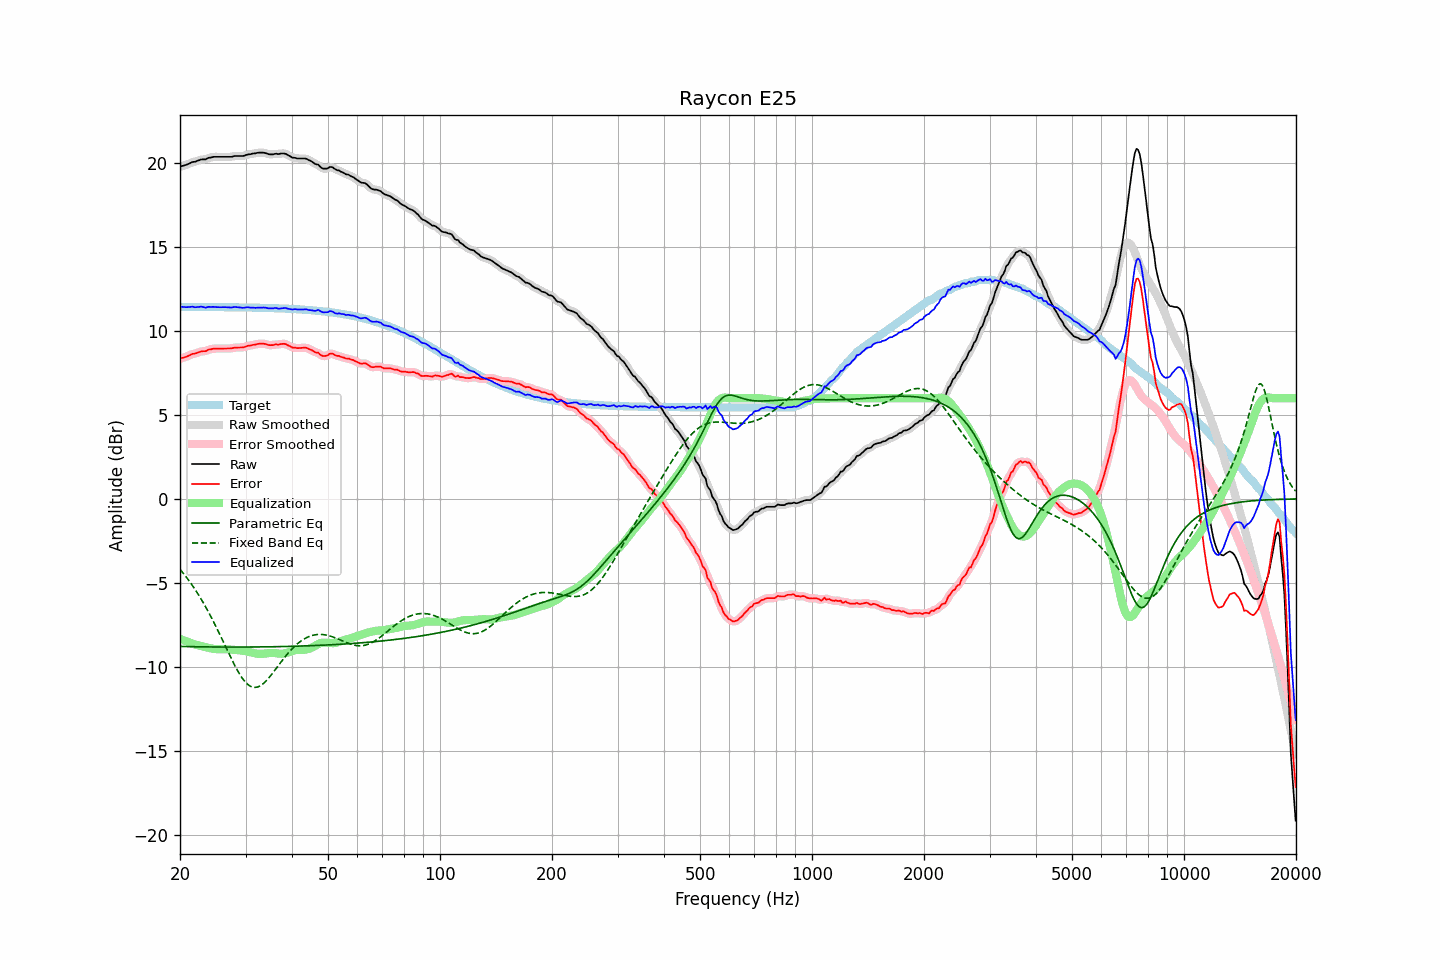 Raycon E25
Amplitude (dBr)
20
15
10
5
0
−5
−10
−15
−20
Target
Raw Smoothed
Error Smoothed
Raw
Error
Equalization
Parametric Eq
Fixed Band Eq
Equalized
20 50 100 200 500 1000 2000 5000 10000 20000
Frequency (Hz)